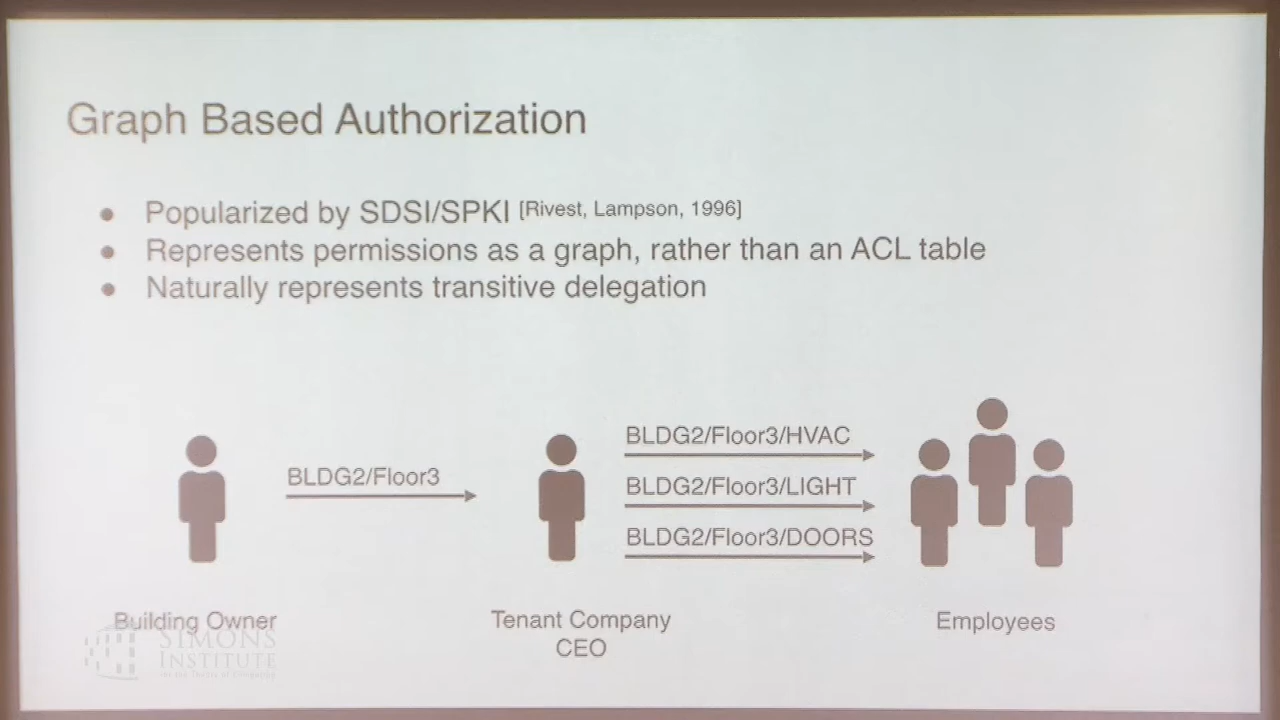 Graph Based Authorization
● Popularized by SDSI/SPKI [Rivest, Lampson, 1996]
● Represents permissions as a graph, rather than an ACL table
● Naturally represents transitive delegation
BLDG2/Floor3
BLDG2/Floor3/HVAC
BLDG2/Floor3/LIGHT
BLDG2/Floor3/DOORS
Building Owner
Tenant Company
CEO
Employees
SIMONS
INSTITUTE